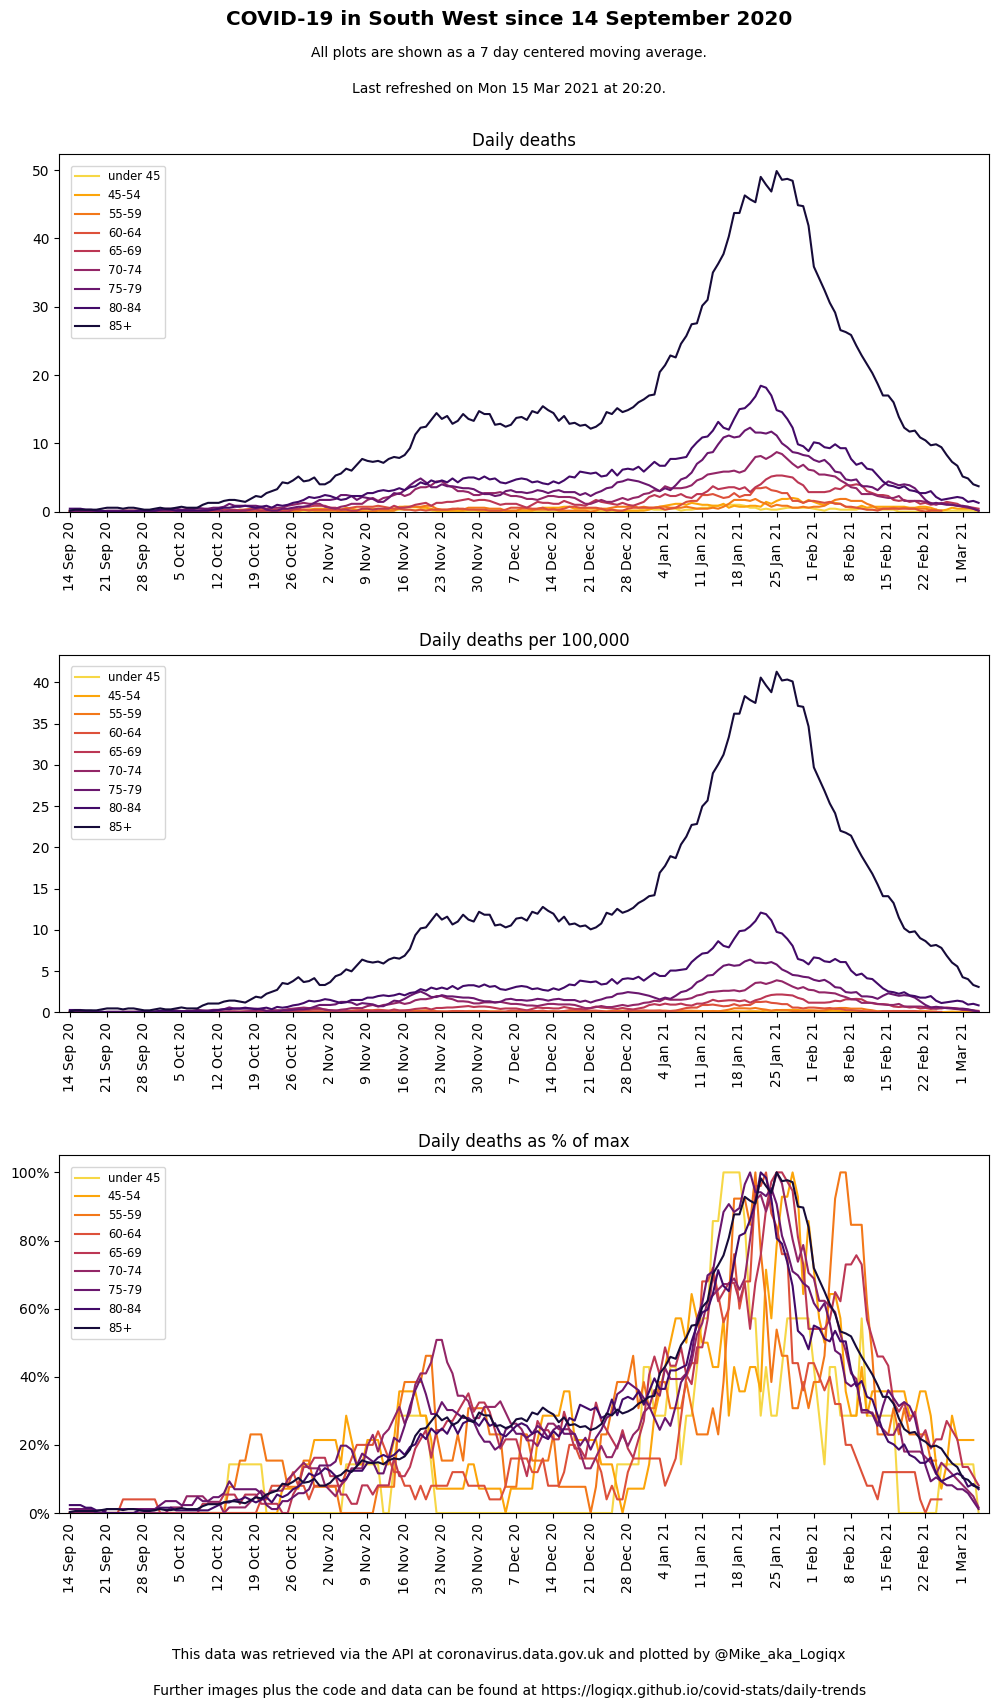 COVID-19 in South West since 14 September 2020
All plots are shown as a 7 day centered moving average.
Last refreshed on Mon 15 Mar 2021 at 20:20.
Daily deaths
50
40
30
20
10
0
under 45
45-54
55-59
60-64
65-69
70-74
75-79
80-84
85+
14 Sep 20
21 Sep 20
28 Sep 20
5 Oct 20
12 Oct 20
19 Oct 20
26 Oct 20
2 Nov 20
9 Nov 20
16 Nov 20
23 Nov 20
30 Nov 20
7 Dec 20
14 Dec 20
21 Dec 20
28 Dec 20
4 Jan 21
11 Jan 21
18 Jan 21
25 Jan 21
1 Feb 21
8 Feb 21
15 Feb 21
22 Feb 21
1 Mar 21
Daily deaths per 100,000
40
35
30
25
20
15
10
5
0
under 45
45-54
55-59
60-64
65-69
70-74
75-79
80-84
85+
14 Sep 20
21 Sep 20
28 Sep 20
5 Oct 20
12 Oct 20
19 Oct 20
26 Oct 20
2 Nov 20
9 Nov 20
16 Nov 20
23 Nov 20
30 Nov 20
7 Dec 20
14 Dec 20
21 Dec 20
28 Dec 20
4 Jan 21
11 Jan 21
18 Jan 21
25 Jan 21
1 Feb 21
8 Feb 21
15 Feb 21
22 Feb 21
1 Mar 21
Daily deaths as % of max
100%
80%
60%
40%
20%
0%
under 45
45-54
55-59
60-64
65-69
70-74
75-79
80-84
85+
14 Sep 20
21 Sep 20
28 Sep 20
5 Oct 20
12 Oct 20
19 Oct 20
26 Oct 20
2 Nov 20
9 Nov 20
16 Nov 20
23 Nov 20
30 Nov 20
7 Dec 20
14 Dec 20
21 Dec 20
28 Dec 20
4 Jan 21
11 Jan 21
18 Jan 21
25 Jan 21
1 Feb 21
8 Feb 21
15 Feb 21
22 Feb 21
1 Mar 21
This data was retrieved via the API at coronavirus.data.gov.uk and plotted by @Mike_aka_Logiqx
Further images plus the code and data can be found at https://logiqx.github.io/covid-stats/daily-trends